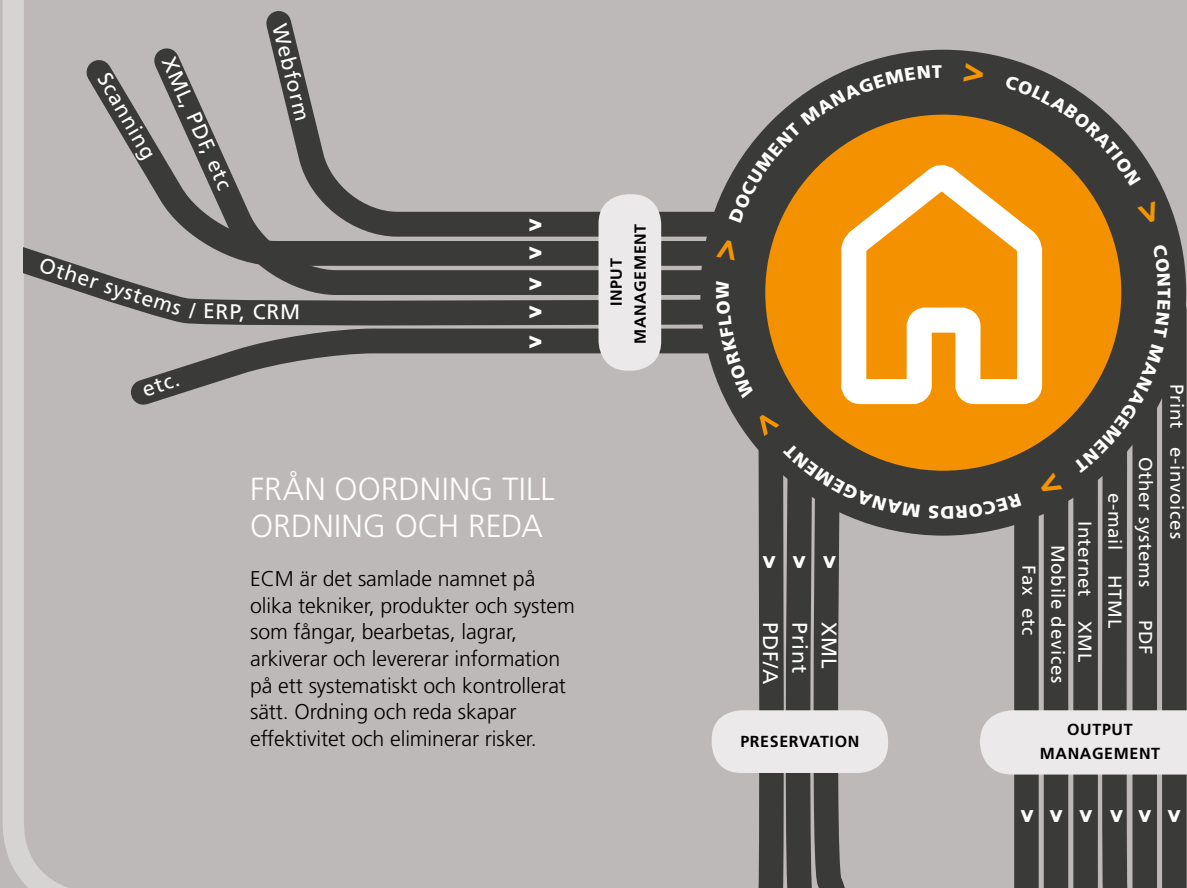 Webform
XML, PDF, etc
Scanning
Other systems / ERP, CRM
etc.
>
>
>
>
>
INPUT
MANAGEMENT
DOCUMENT MANAGEMENT >
COLLABORATION >
CONTENT MANAGEMENT >
RECORDS MANAGEMENT >
WORKFLOW >
FRÅN OORDNING TILL
ORDNING OCH REDA
ECM är det samlade namnet på
olika tekniker, produkter och system
som fångar, bearbetas, lagrar,
arkiverar och levererar information
på ett systematiskt och kontrollerat
sätt. Ordning och reda skapar
effektivitet och eliminerar risker.
> PDF/A
> Print
> XML
PRESERVATION
Fax etc
Mobile devices
Internet XML
e-mail HTML
Other systems PDF
Print e-invoices
OUTPUT
MANAGEMENT
> > > > > >